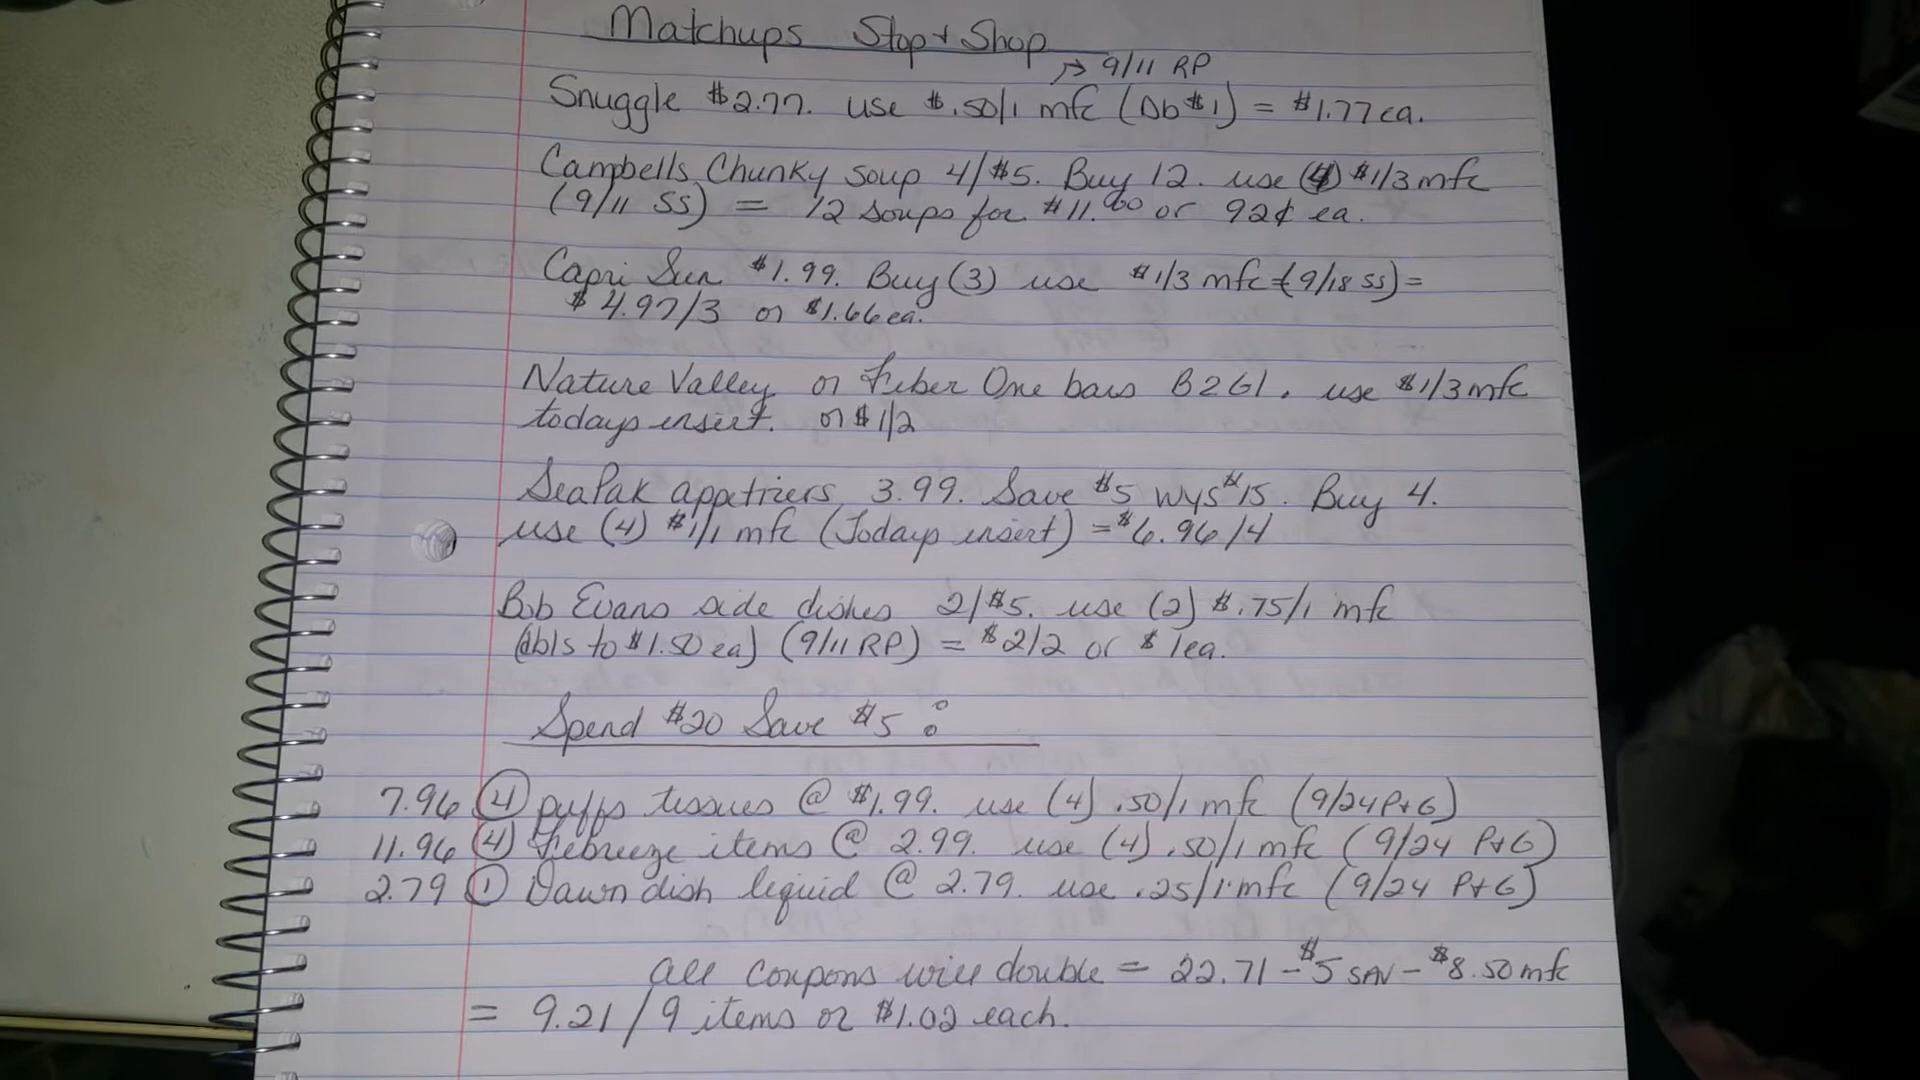 Matchups Stop + Shop
→ 9/11 RP
Snuggle $2.77. use $.50/1 mfc (Db $1) = $1.77 ea.
Campbells Chunky soup 4/$5. Buy 12. use (4) $1/3 mfc
(9/11 SS) = 12 soups for $11.00 or 92¢ ea.
Capri Sun $1.99. Buy (3) use $1/3 mfc (9/18 SS) =
$4.97/3 or $1.66 ea.
Nature Valley or Fiber One bars B2G1. use $1/3 mfc
todays insert. or $1/2
SeaPak appetizers 3.99. Save $5 wys $15. Buy 4.
use (4) $1/1 mfc (Todays insert) = $6.96/4
Bob Evans side dishes 2/$5. use (2) $.75/1 mfc
(dbls to $1.50 ea) (9/11 RP) = $2/2 or $1ea.
Spend $20 Save $5 :
7.96 (4) puffs tissues @ $1.99. use (4) .50/1 mfc (9/24 P+G)
11.96 (4) Febreeze items @ 2.99. use (4) .50/1 mfc (9/24 P+G)
2.79 (1) Dawn dish liquid @ 2.79. use .25/1 mfc (9/24 P+G)
all coupons will double = 22.71 - $5 SAV - $8.50 mfc
= 9.21/9 items or $1.02 each.